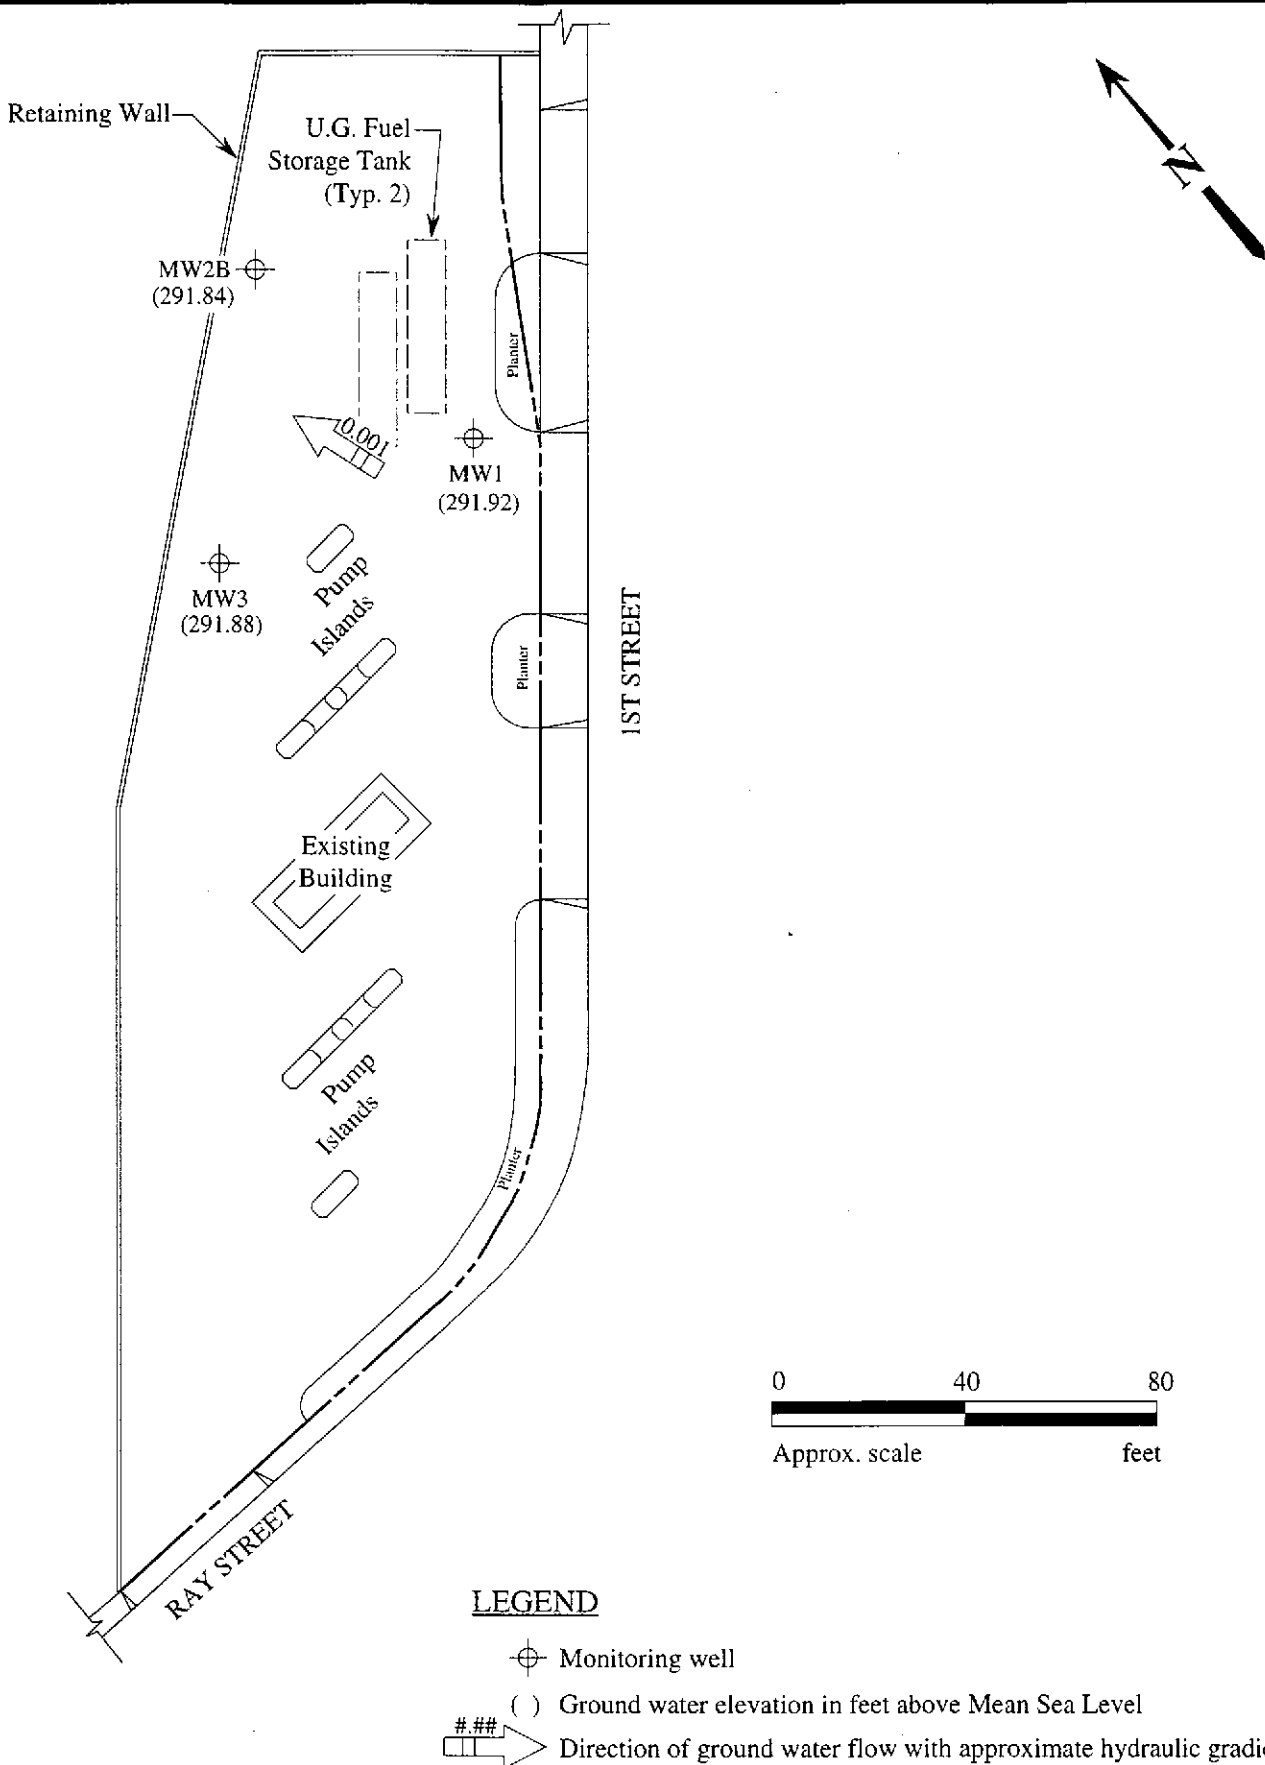 Retaining Wall
U.G. Fuel
Storage Tank
(Typ. 2)
N
MW2B
(291.84)
Planter
0.001
MW1
(291.92)
MW3
(291.88)
Pump
Islands
Planter
1ST STREET
Existing
Building
Pump
Islands
Planter
0 40 80
Approx. scale feet
RAY STREET
LEGEND
Monitoring well
( ) Ground water elevation in feet above Mean Sea Level
#.## Direction of ground water flow with approximate hydraulic gradi